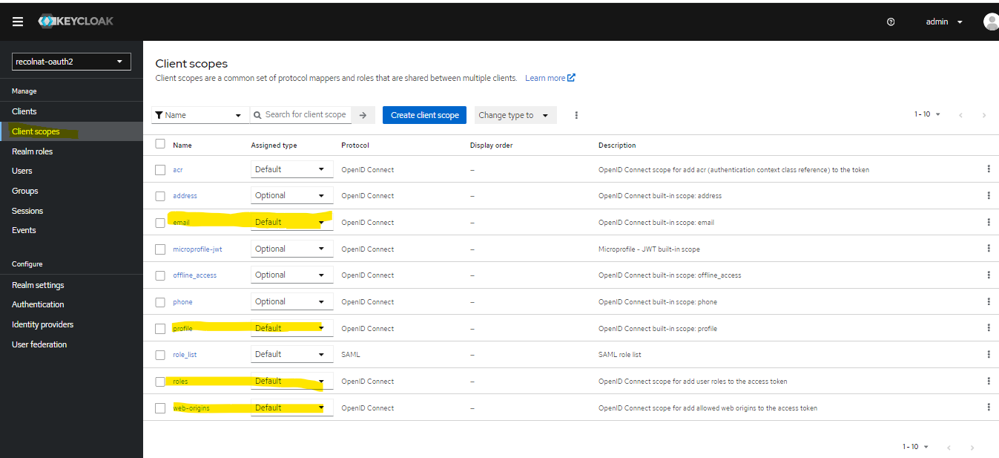 KEYCLOAK
admin
recolnat-oauth2
Manage
Clients
Client scopes
Realm roles
Users
Groups
Sessions
Events
Configure
Realm settings
Authentication
Identity providers
User federation
Client scopes
Client scopes are a common set of protocol mappers and roles that are shared between multiple clients. Learn more
Name Search for client scope Create client scope Change type to 1 - 10
Name Assigned type Protocol Display order Description
acr Default OpenID Connect – OpenID Connect scope for add acr (authentication context class reference) to the token
address Optional OpenID Connect – OpenID Connect built-in scope: address
email Default OpenID Connect – OpenID Connect built-in scope: email
microprofile-jwt Optional OpenID Connect – Microprofile - JWT built-in scope
offline_access Optional OpenID Connect – OpenID Connect built-in scope: offline_access
phone Optional OpenID Connect – OpenID Connect built-in scope: phone
profile Default OpenID Connect – OpenID Connect built-in scope: profile
role_list Default SAML – SAML role list
roles Default OpenID Connect – OpenID Connect scope for add user roles to the access token
web-origins Default OpenID Connect – OpenID Connect scope for add allowed web origins to the access token
1 - 10